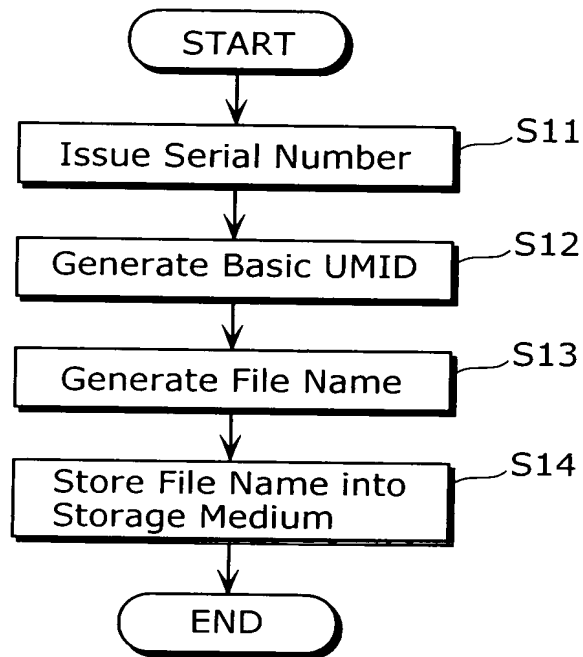 START
Issue Serial Number
S11
Generate Basic UMID
S12
Generate File Name
S13
Store File Name into
Storage Medium
S14
END